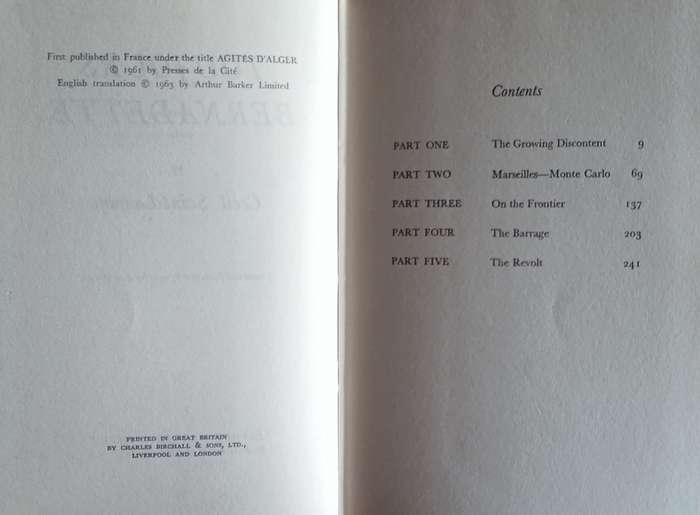 First published in France under the title AGITES D'ALGER
© 1961 by Presses de la Cité
English translation © 1963 by Arthur Barker Limited
BERNADETTE
PRINTED IN GREAT BRITAIN
BY CHARLES BIRCHALL & SONS, LTD.,
LIVERPOOL AND LONDON
Contents
PART ONE The Growing Discontent 9
PART TWO Marseilles—Monte Carlo 69
PART THREE On the Frontier 137
PART FOUR The Barrage 203
PART FIVE The Revolt 241